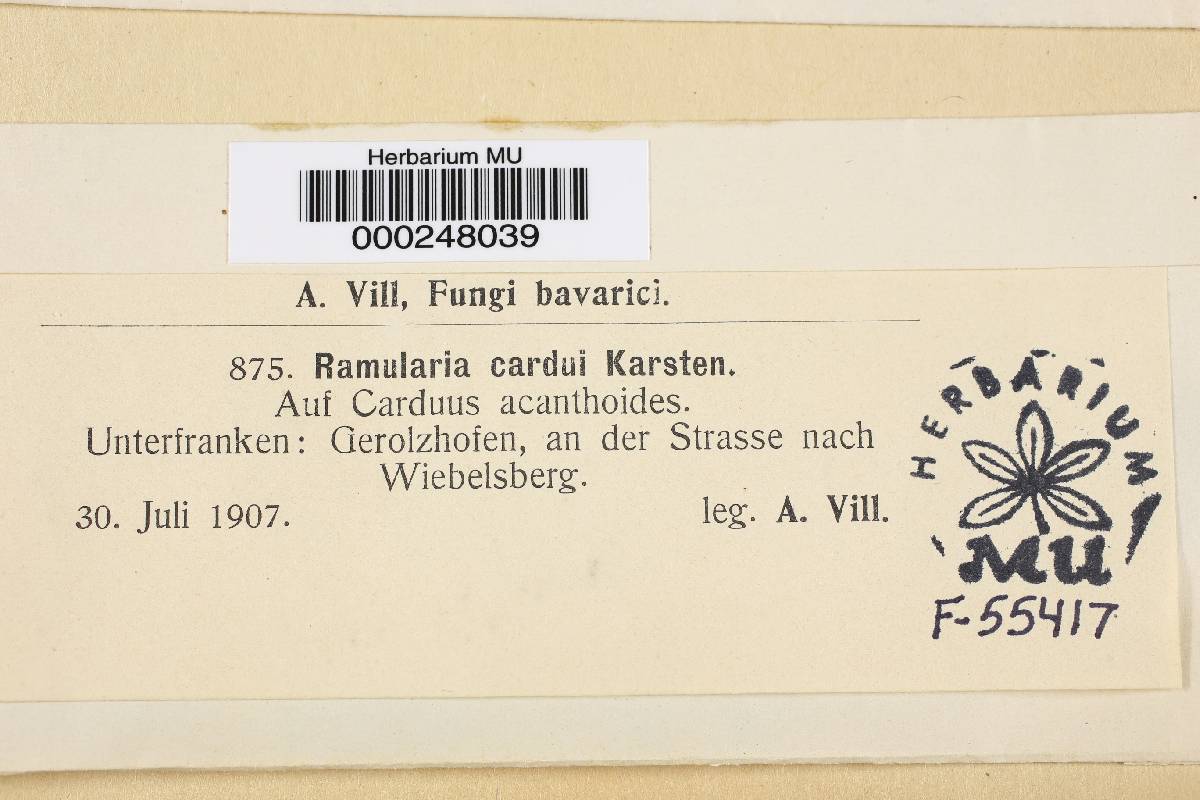 Herbarium MU
000248039
A. Vill, Fungi bavarici.
875. Ramularia cardui Karsten.
Auf Carduus acanthoides.
Unterfranken: Gerolzhofen, an der Strasse nach
Wiebelsberg.
30. Juli 1907. leg. A. Vill.
HERBARIUM
MU
F-55417